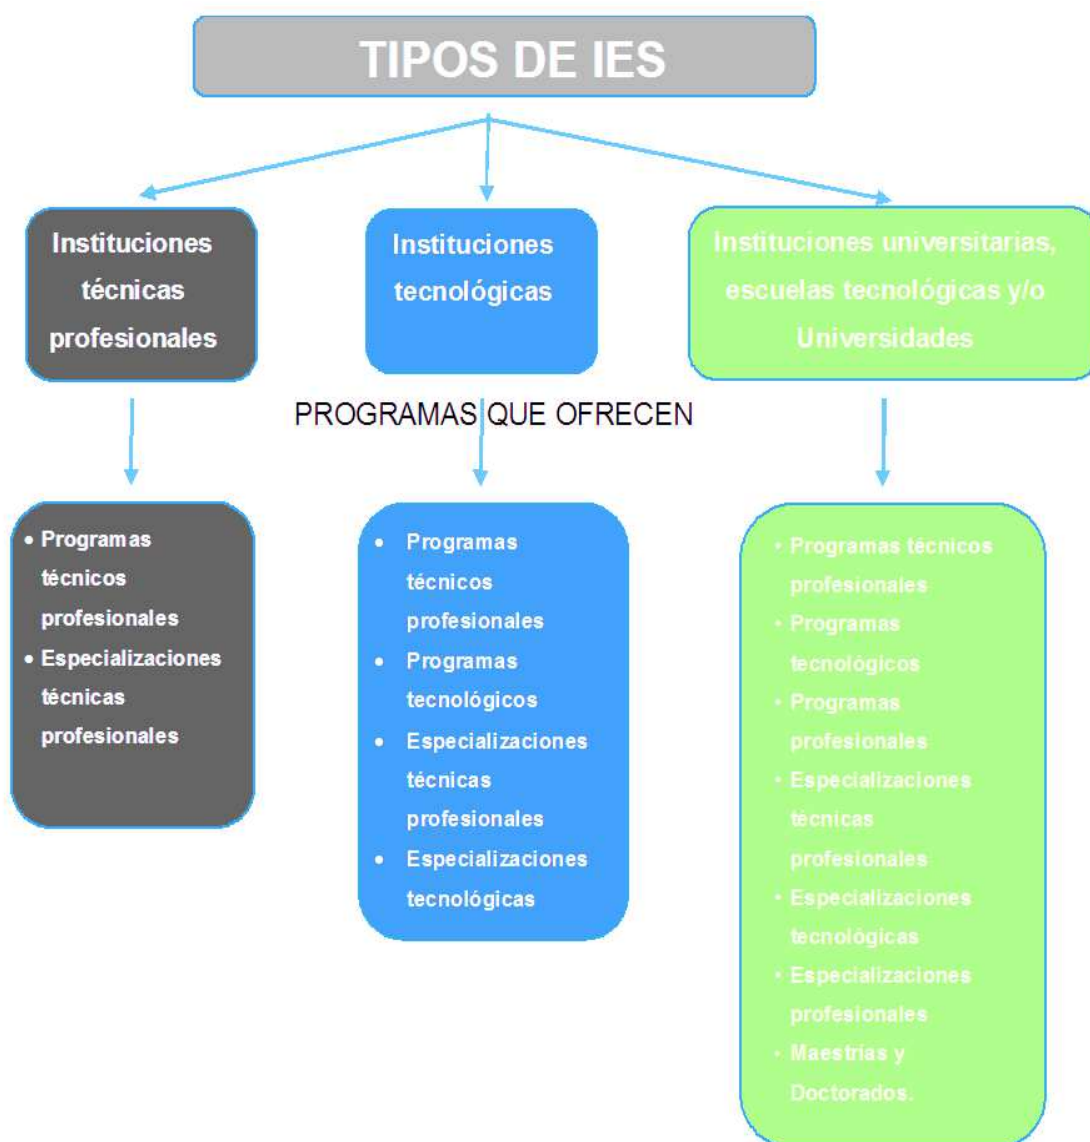 TIPOS DE IES
Instituciones
técnicas
profesionales
Instituciones
tecnológicas
Instituciones universitarias,
escuelas tecnológicas y/o
Universidades
PROGRAMAS QUE OFRECEN
• Programas
técnicos
profesionales
• Especializaciones
técnicas
profesionales
• Programas
técnicos
profesionales
• Programas
tecnológicos
• Especializaciones
técnicas
profesionales
• Especializaciones
tecnológicas
• Programas técnicos
profesionales
• Programas
tecnológicos
• Programas
profesionales
• Especializaciones
técnicas
profesionales
• Especializaciones
tecnológicas
• Especializaciones
profesionales
• Maestrías y
Doctorados.